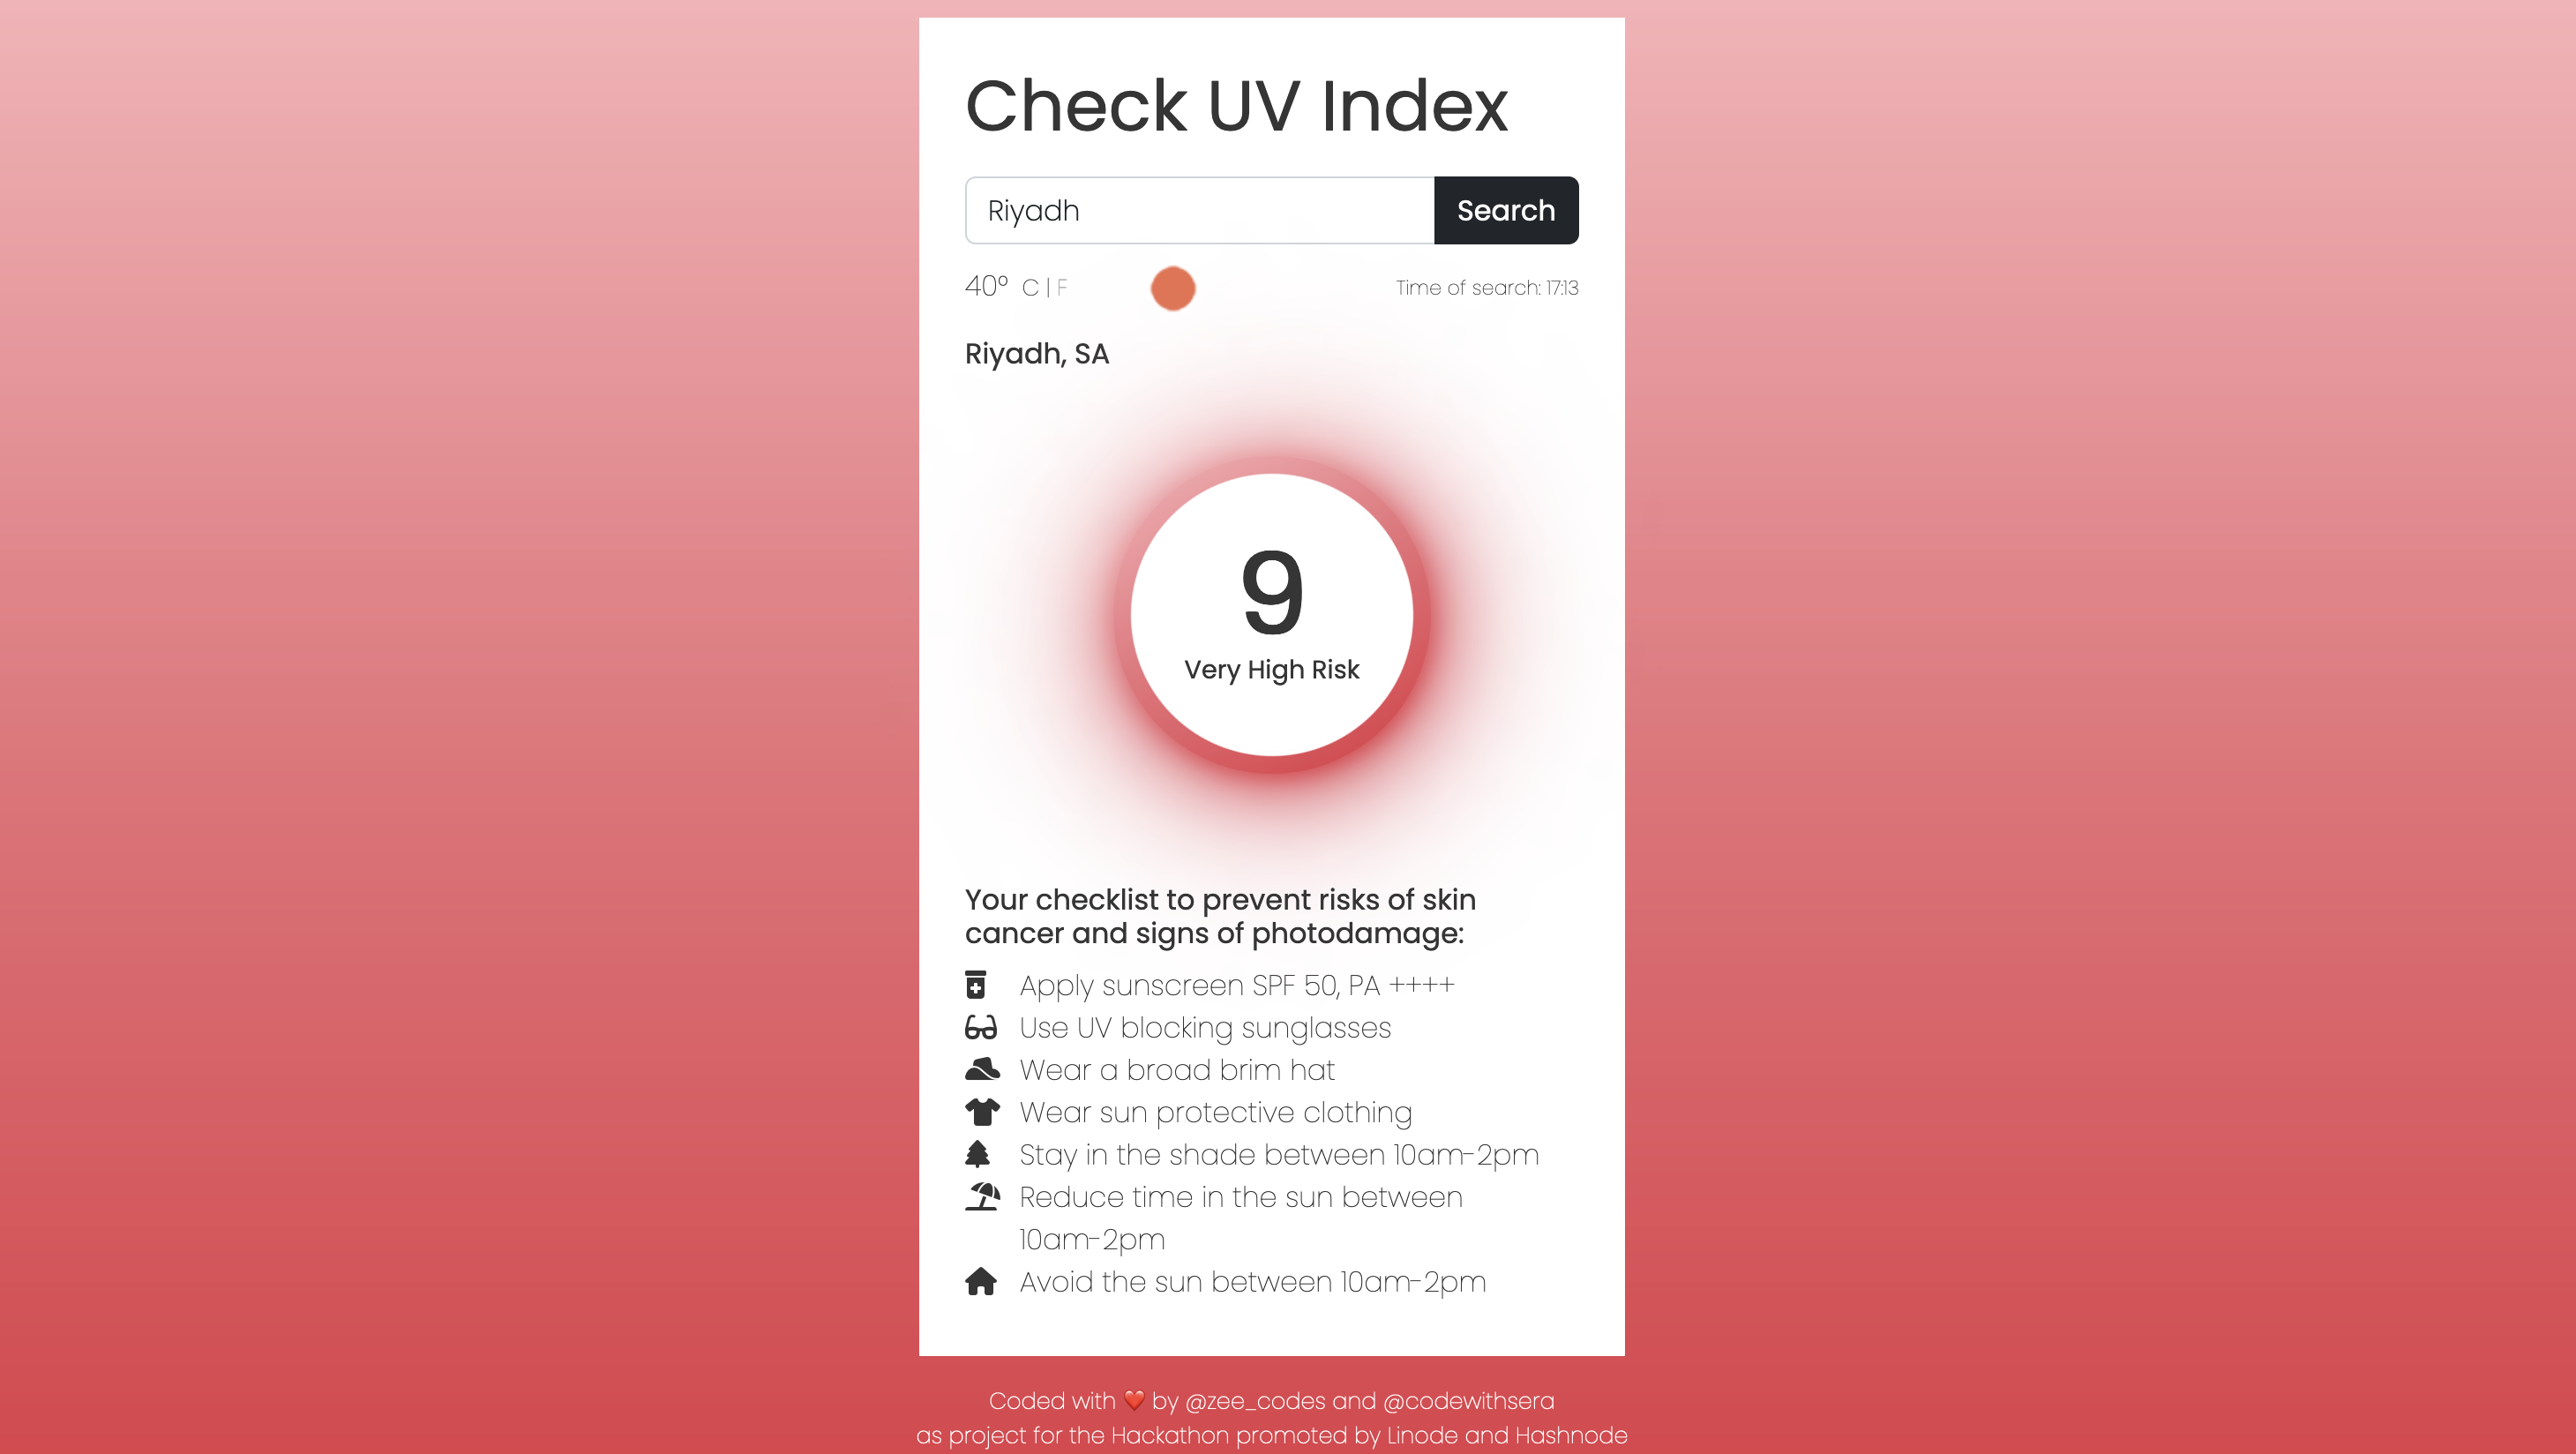 Check UV Index
Riyadh
Search
40° C | F
Time of search: 17:13
Riyadh, SA
9
Very High Risk
Your checklist to prevent risks of skin
cancer and signs of photodamage:
Apply sunscreen SPF 50, PA ++++
Use UV blocking sunglasses
Wear a broad brim hat
Wear sun protective clothing
Stay in the shade between 10am-2pm
Reduce time in the sun between
10am-2pm
Avoid the sun between 10am-2pm
Coded with ❤️ by @zee_codes and @codewithsera
as project for the Hackathon promoted by Linode and Hashnode